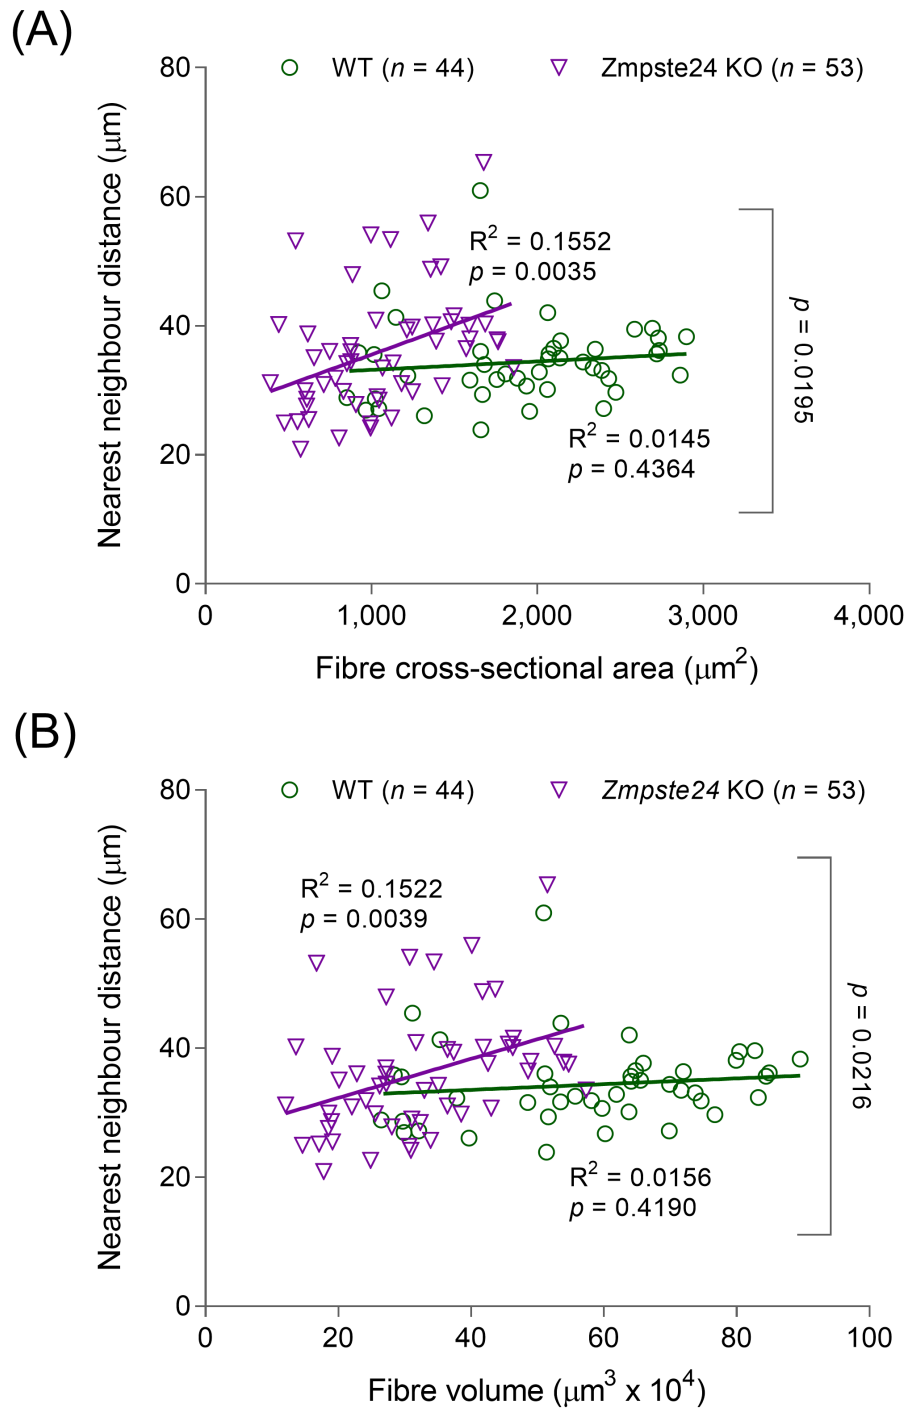 (A)
WT (n = 44)
Zmpste24 KO (n = 53)
80
60
40
20
0
Nearest neighbour distance (μm)
R² = 0.1552
p = 0.0035
R² = 0.0145
p = 0.4364
p = 0.0195
0
1,000
2,000
3,000
4,000
Fibre cross-sectional area (μm²)
(B)
WT (n = 44)
Zmpste24 KO (n = 53)
80
60
40
20
0
Nearest neighbour distance (μm)
R² = 0.1522
p = 0.0039
R² = 0.0156
p = 0.4190
p = 0.0216
0
20
40
60
80
100
Fibre volume (μm³ x 10⁴)